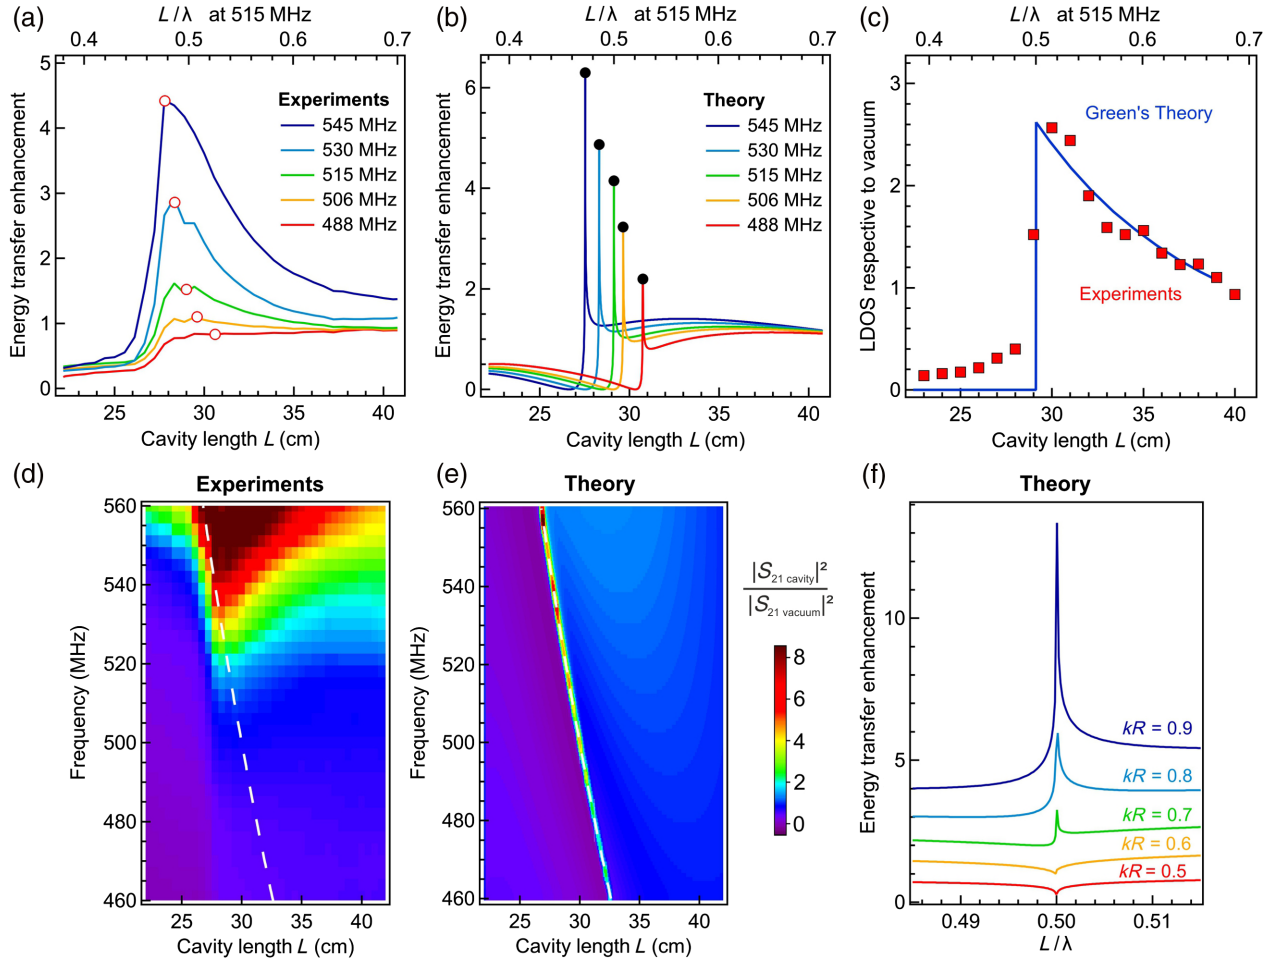 (a)
L/λ at 515 MHz
0.4 0.5 0.6 0.7
Energy transfer enhancement
5
4
3
2
1
0
Experiments
545 MHz
530 MHz
515 MHz
506 MHz
488 MHz
25 30 35 40
Cavity length L (cm)
(b)
L/λ at 515 MHz
0.4 0.5 0.6 0.7
Energy transfer enhancement
6
4
2
0
Theory
545 MHz
530 MHz
515 MHz
506 MHz
488 MHz
25 30 35 40
Cavity length L (cm)
(c)
L/λ at 515 MHz
0.4 0.5 0.6 0.7
LDOS respective to vacuum
3
2
1
0
Green's Theory
Experiments
25 30 35 40
Cavity length L (cm)
(d)
Experiments
Frequency (MHz)
560
540
520
500
480
460
25 30 35 40
Cavity length L (cm)
(e)
Theory
Frequency (MHz)
560
540
520
500
480
460
25 30 35 40
Cavity length L (cm)
|S21 cavity|²
|S21 vacuum|²
8
6
4
2
0
(f)
Theory
Energy transfer enhancement
10
5
0
kR = 0.9
kR = 0.8
kR = 0.7
kR = 0.6
kR = 0.5
0.49 0.50 0.51
L/λ